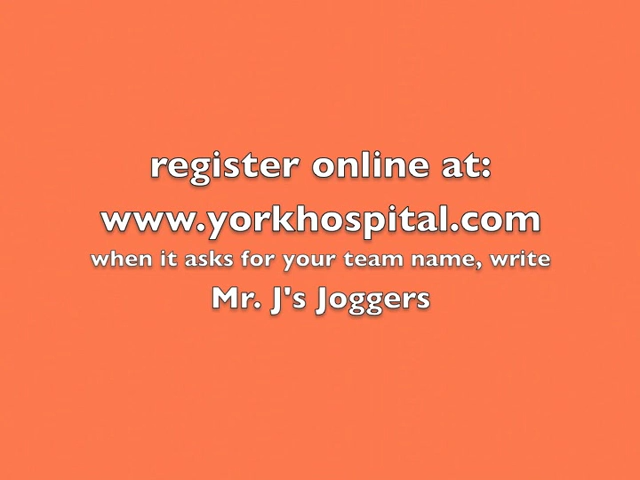 register online at:
www.yorkhospital.com
when it asks for your team name, write
Mr. J's Joggers